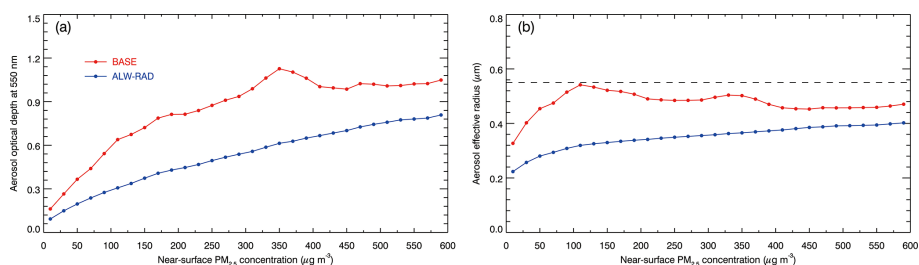 (a)
BASE
ALW-RAD
Aerosol optical depth at 550 nm
1.5
1.2
0.9
0.6
0.3
0.0
0 50 100 150 200 250 300 350 400 450 500 550 600
Near-surface PM2.5 concentration (μg m-3)
(b)
Aerosol effective radius (μm)
0.8
0.6
0.4
0.2
0.0
0 50 100 150 200 250 300 350 400 450 500 550 600
Near-surface PM2.5 concentration (μg m-3)